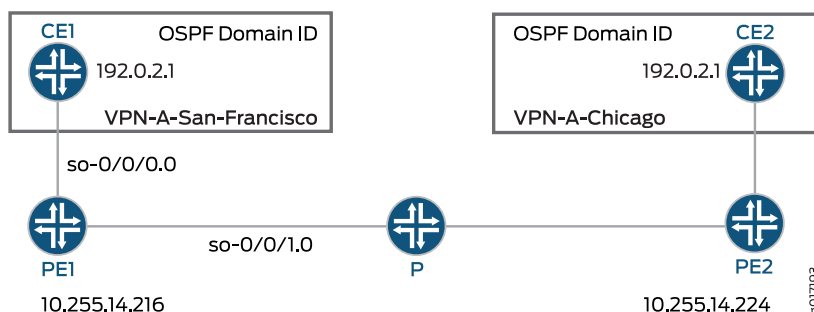 CE1
OSPF Domain ID
192.0.2.1
VPN-A-San-Francisco
OSPF Domain ID
CE2
192.0.2.1
VPN-A-Chicago
so-0/0/0.0
so-0/0/1.0
PE1
P
PE2
10.255.14.216
10.255.14.224